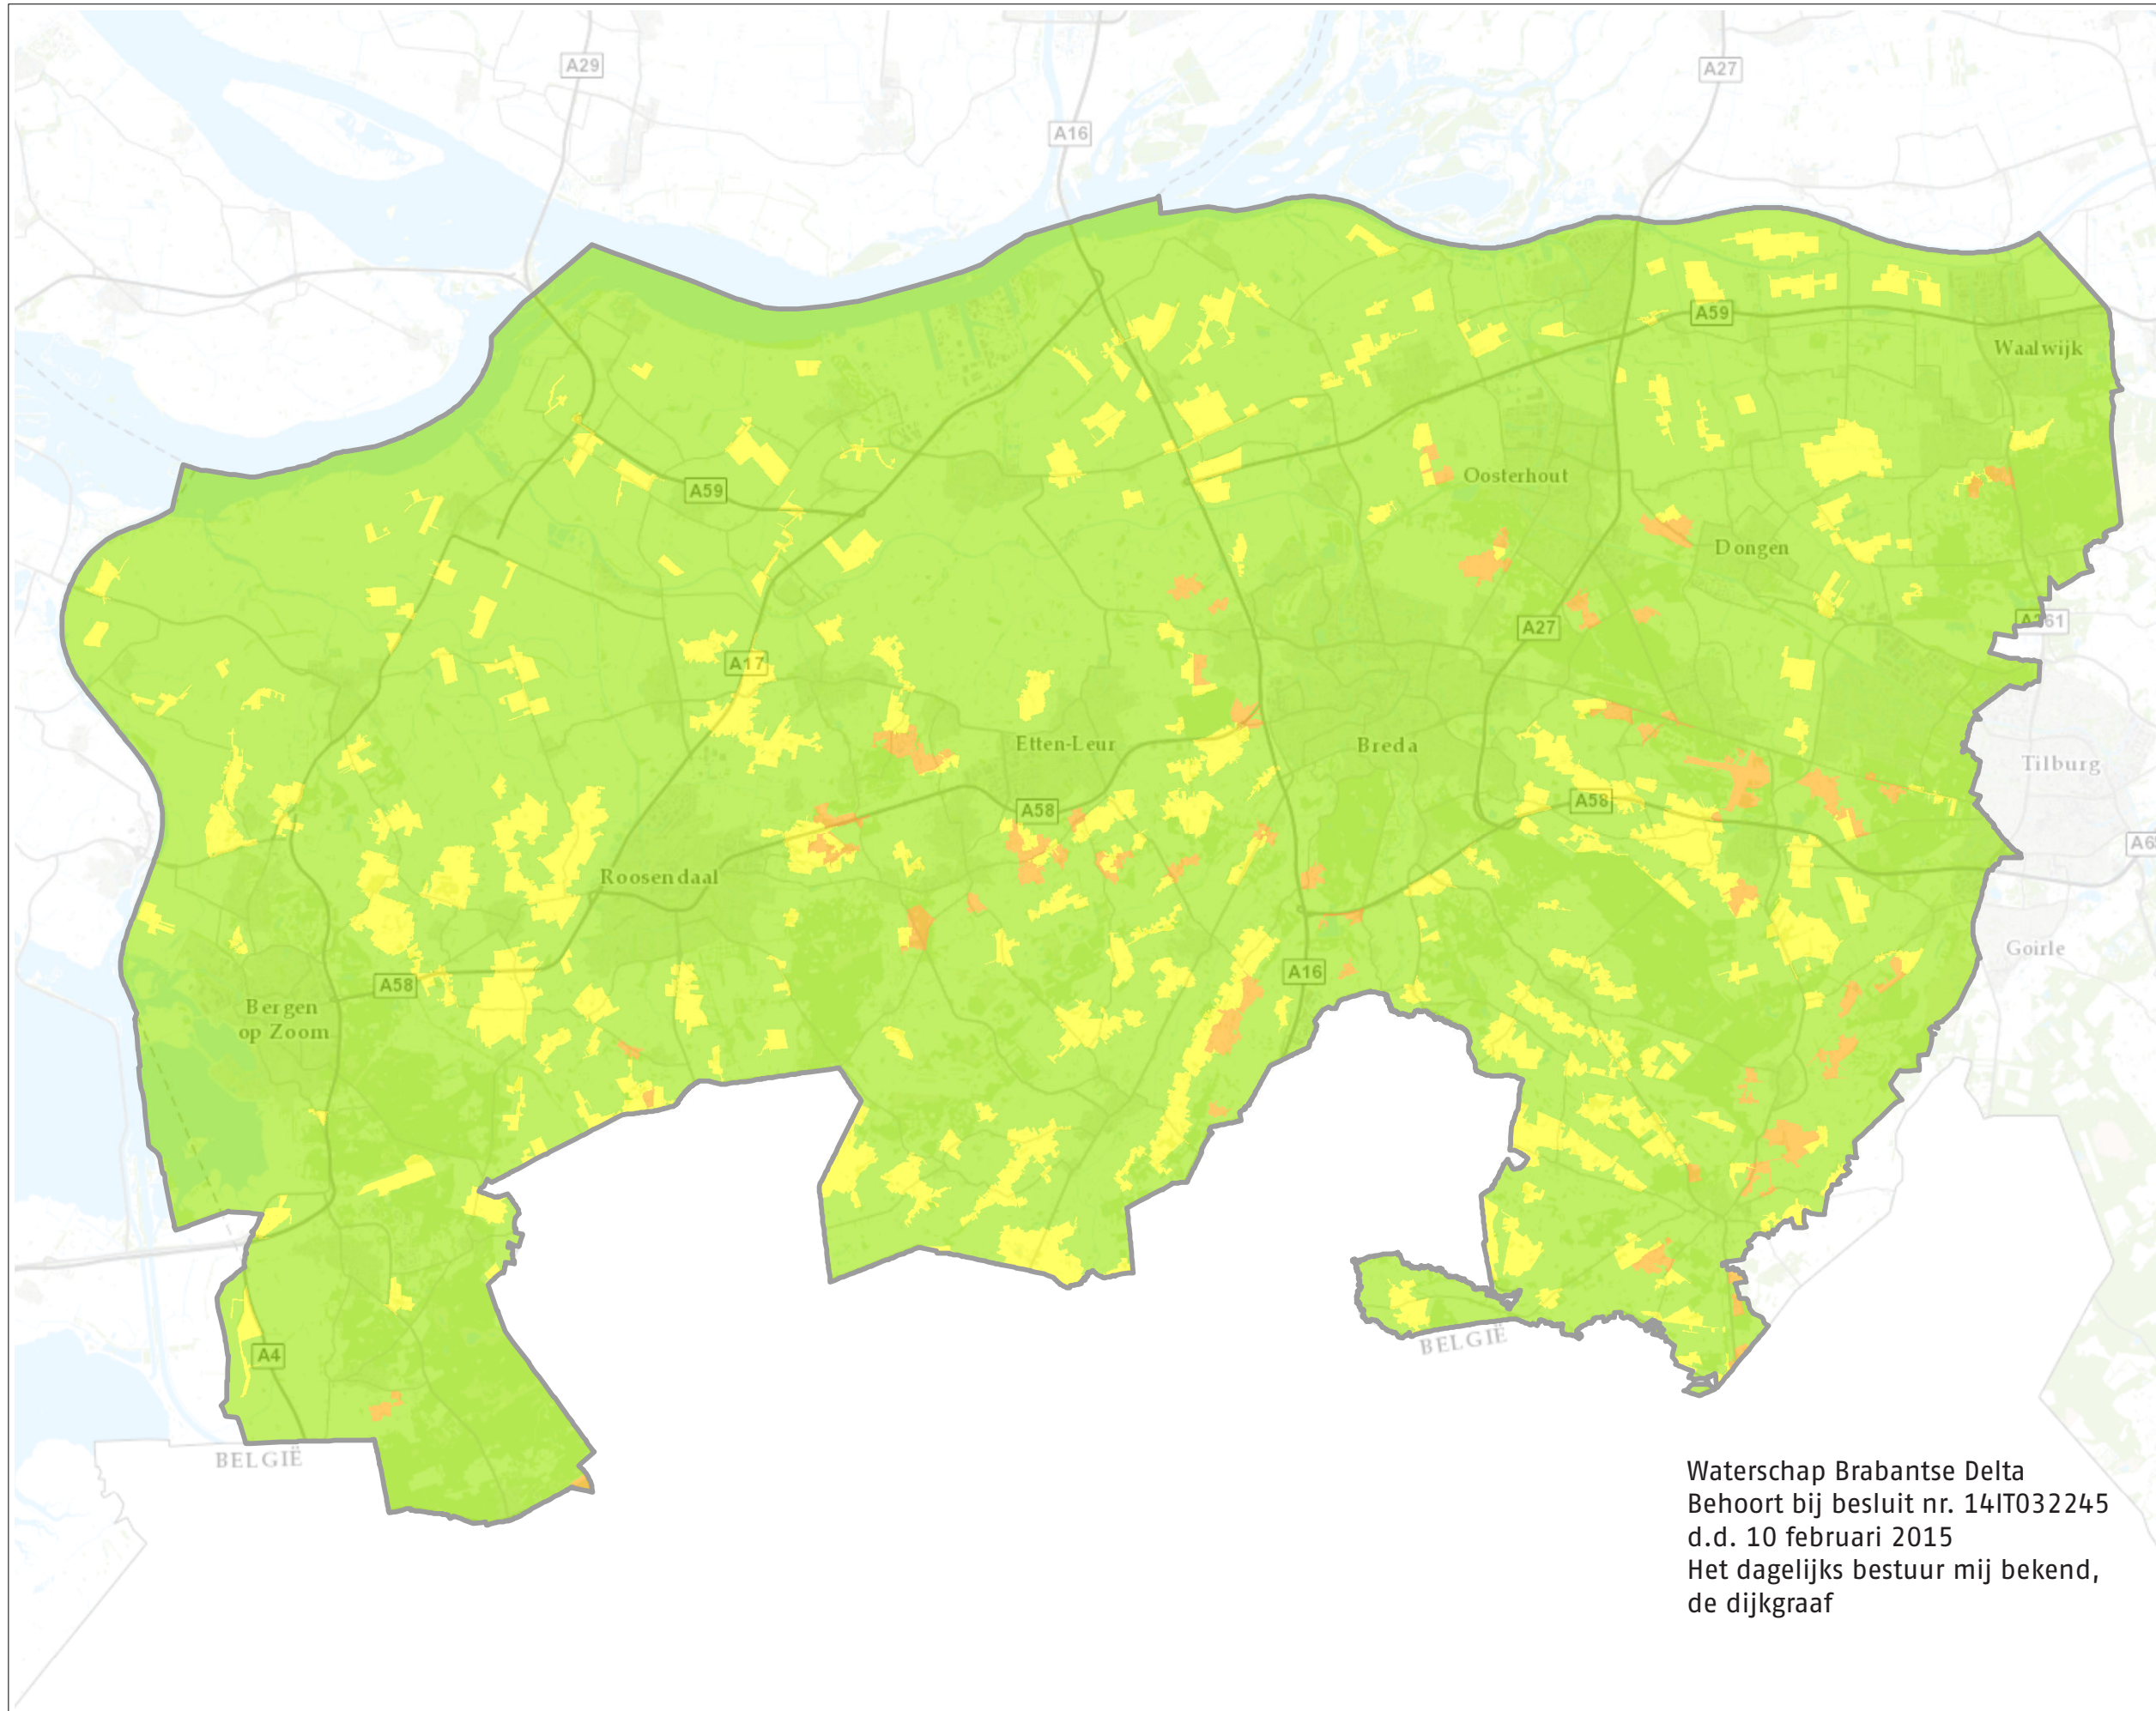 A29
A27
A16
A59
Waalwijk
A59
Oosterhout
Dongen
A27
A261
A17
Etten-Leur
Breda
Tilburg
A58
A58
Roosendaal
Goirle
A58
A16
Bergen
op Zoom
BELGIË
A4
BELGIË
Waterschap Brabantse Delta
Behoort bij besluit nr. 14IT032245
d.d. 10 februari 2015
Het dagelijks bestuur mij bekend,
de dijkgraaf